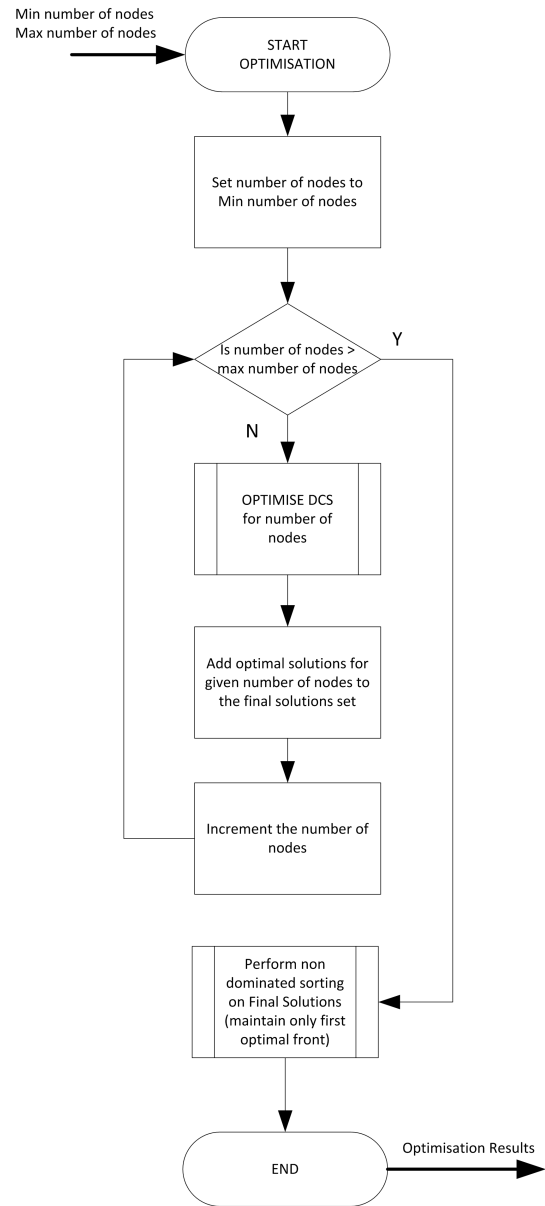 Min number of nodes
Max number of nodes
START
OPTIMISATION
Set number of nodes to
Min number of nodes
Is number of nodes >
max number of nodes
Y
N
OPTIMISE DCS
for number of
nodes
Add optimal solutions for
given number of nodes to
the final solutions set
Increment the number of
nodes
Perform non
dominated sorting
on Final Solutions
(maintain only first
optimal front)
END
Optimisation Results